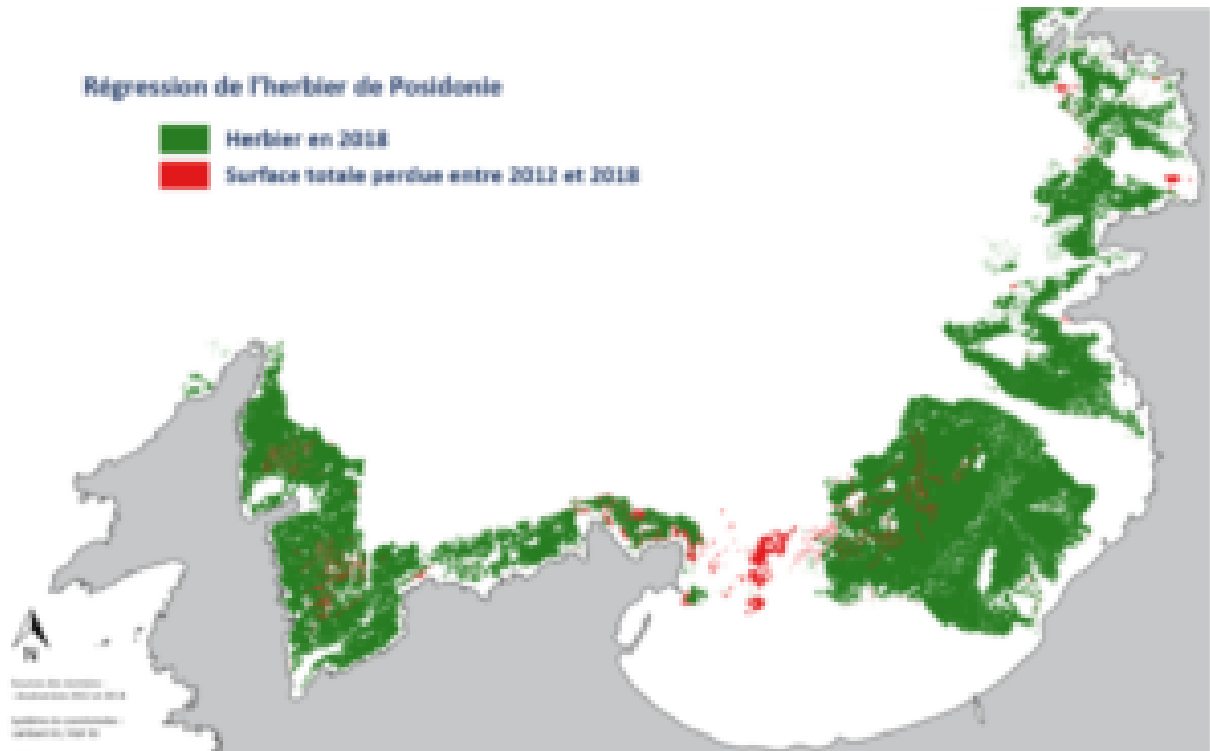 Régression de l'herbier de Posidonie
Herbier en 2018
Surface totale perdue entre 2012 et 2018
N